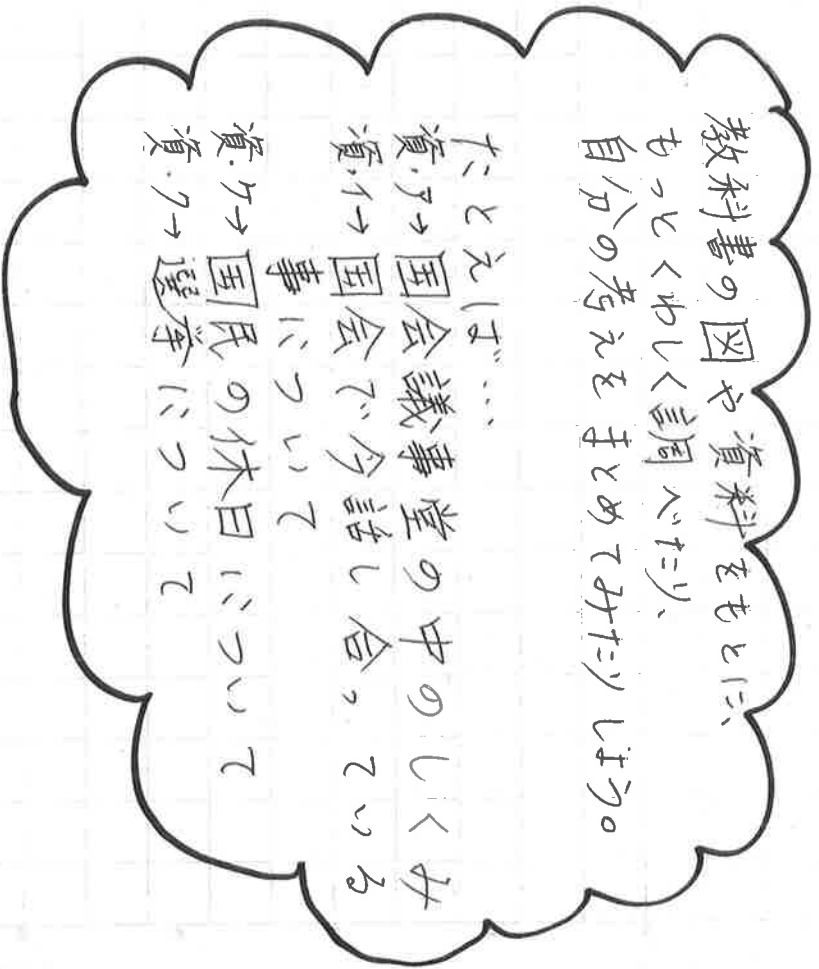 教科書の図や資料をもとに、
もっとくわしく調べたり、
自分の考えをまとめてみたりしよう。
たとえば…
資.ア→国会議事堂の中のしくみ
資.イ→国会で今話し合っている
事について
資.ケ→国民の休日について
資.ク→選挙について